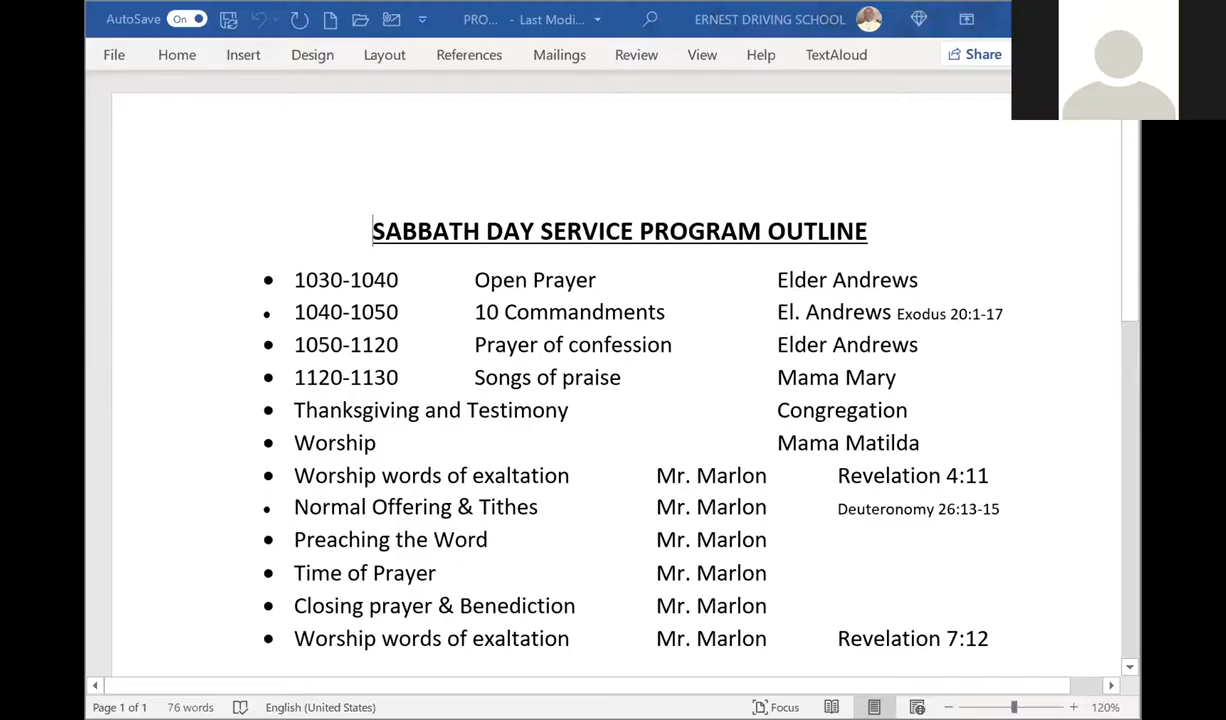 AutoSave On PRO... - Last Modi... ERNEST DRIVING SCHOOL
File Home Insert Design Layout References Mailings Review View Help TextAloud Share
SABBATH DAY SERVICE PROGRAM OUTLINE
• 1030-1040 Open Prayer Elder Andrews
• 1040-1050 10 Commandments El. Andrews Exodus 20:1-17
• 1050-1120 Prayer of confession Elder Andrews
• 1120-1130 Songs of praise Mama Mary
• Thanksgiving and Testimony Congregation
• Worship Mama Matilda
• Worship words of exaltation Mr. Marlon Revelation 4:11
• Normal Offering & Tithes Mr. Marlon Deuteronomy 26:13-15
• Preaching the Word Mr. Marlon
• Time of Prayer Mr. Marlon
• Closing prayer & Benediction Mr. Marlon
• Worship words of exaltation Mr. Marlon Revelation 7:12
Page 1 of 1 76 words English (United States) Focus 120%